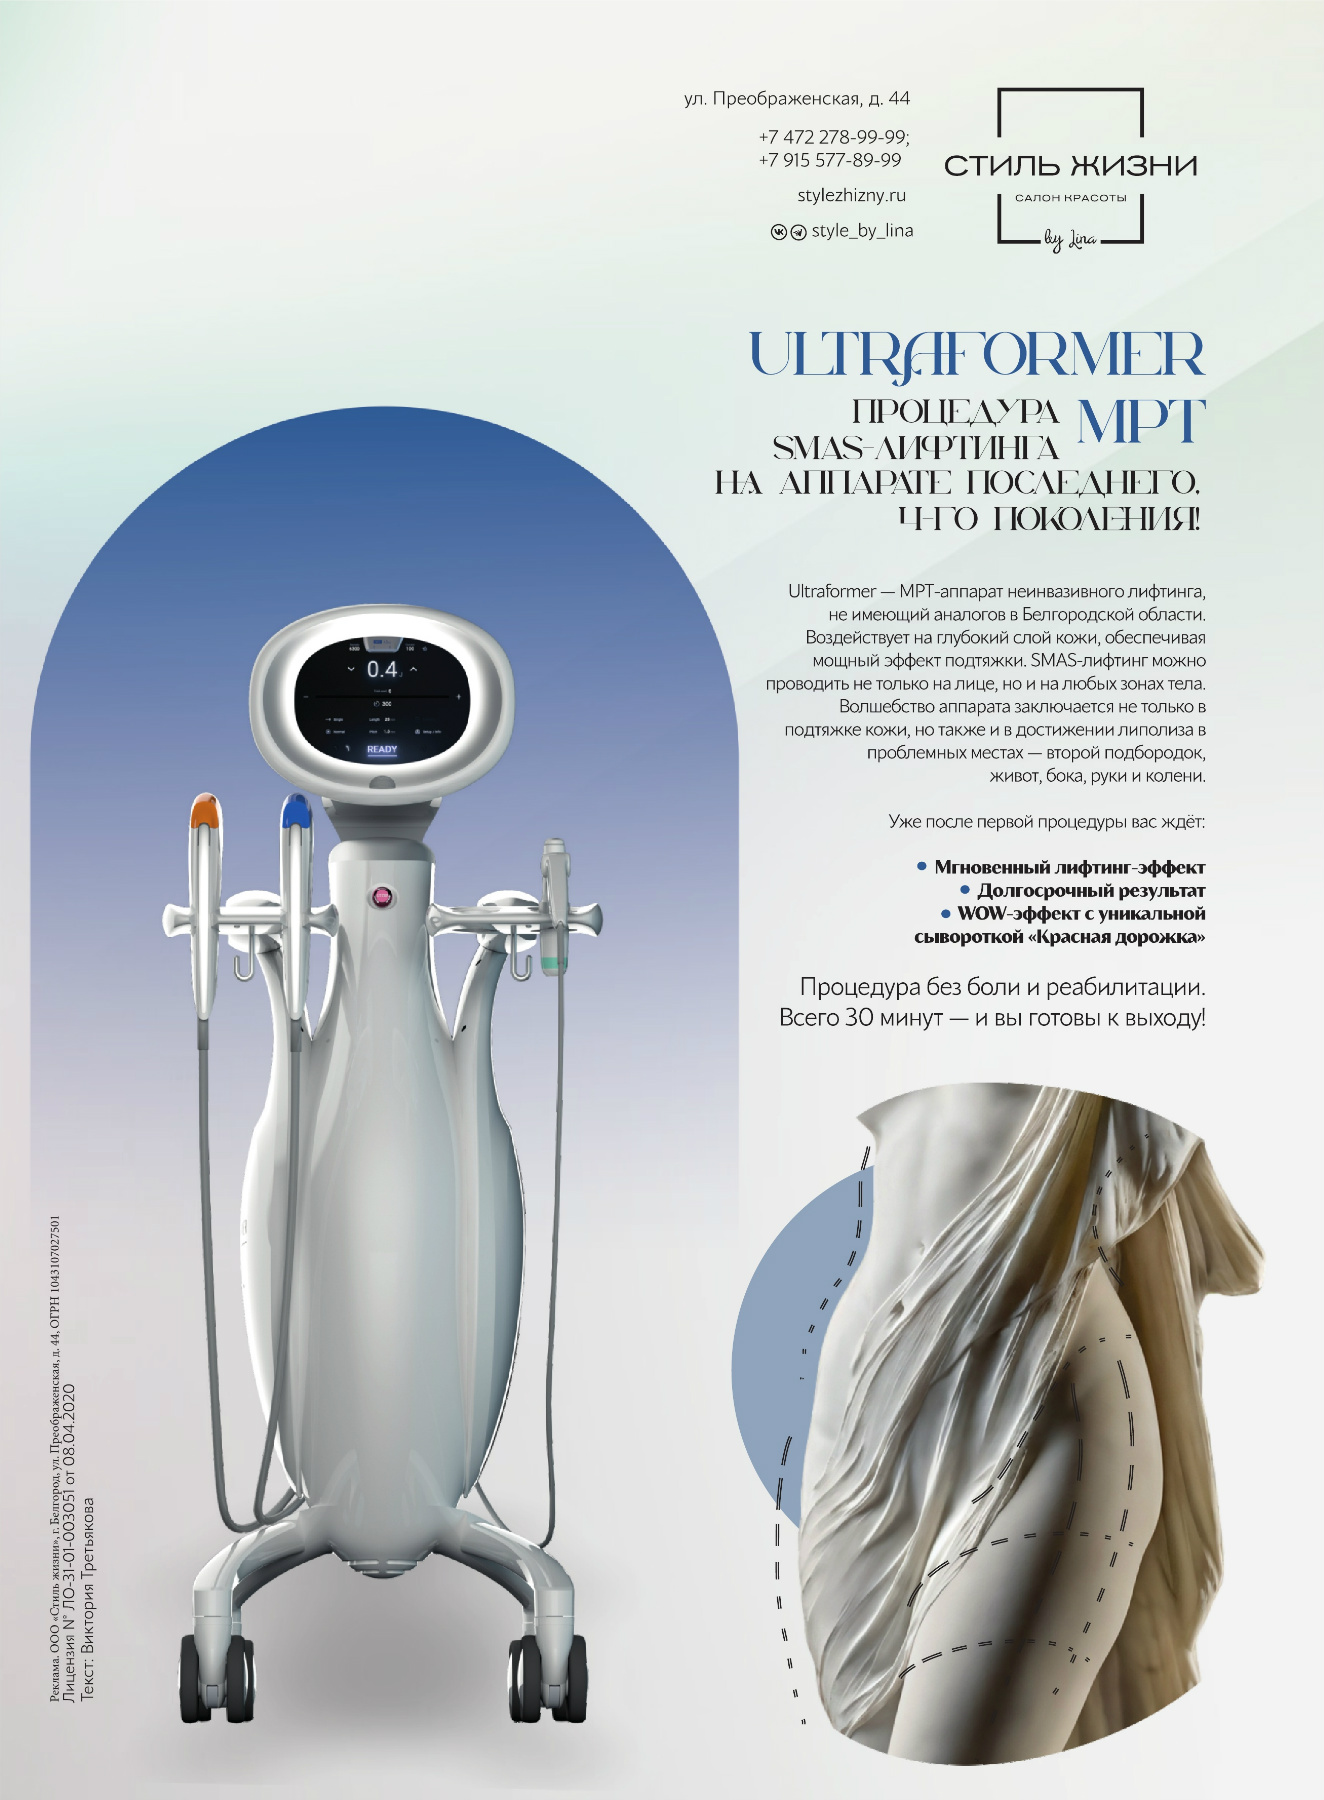 ул. Преображенская, д. 44
+7 472 278-99-99;
+7 915 577-89-99
stylezhizny.ru
style_by_lina
СТИЛЬ ЖИЗНИ
САЛОН КРАСОТЫ
by Lina
ULTRAFORMER
MPT
ПРОЦЕДУРА
SMAS-ЛИФТИНГА
НА АППАРАТЕ ПОСЛЕДНЕГО,
Ч-ГО ПОКОЛЕНИЯ!
Ultraformer — МРТ-аппарат неинвазивного лифтинга,
не имеющий аналогов в Белгородской области.
Воздействует на глубокий слой кожи, обеспечивая
мощный эффект подтяжки. SMAS-лифтинг можно
проводить не только на лице, но и на любых зонах тела.
Волшебство аппарата заключается не только в
подтяжке кожи, но также и в достижении липолиза в
проблемных местах — второй подбородок,
живот, бока, руки и колени.
Уже после первой процедуры вас ждёт:
• Мгновенный лифтинг-эффект
• Долгосрочный результат
• WOW-эффект с уникальной
сывороткой «Красная дорожка»
Процедура без боли и реабилитации.
Всего 30 минут — и вы готовы к выходу!
0.4
300
READY
Реклама. ООО «Стиль жизни», г. Белгород, ул. Преображенская, д. 44, ОГРН 1043107027501
Лицензия N° ЛО-31-01-003051 от 08.04.2020
Текст: Виктория Третьякова